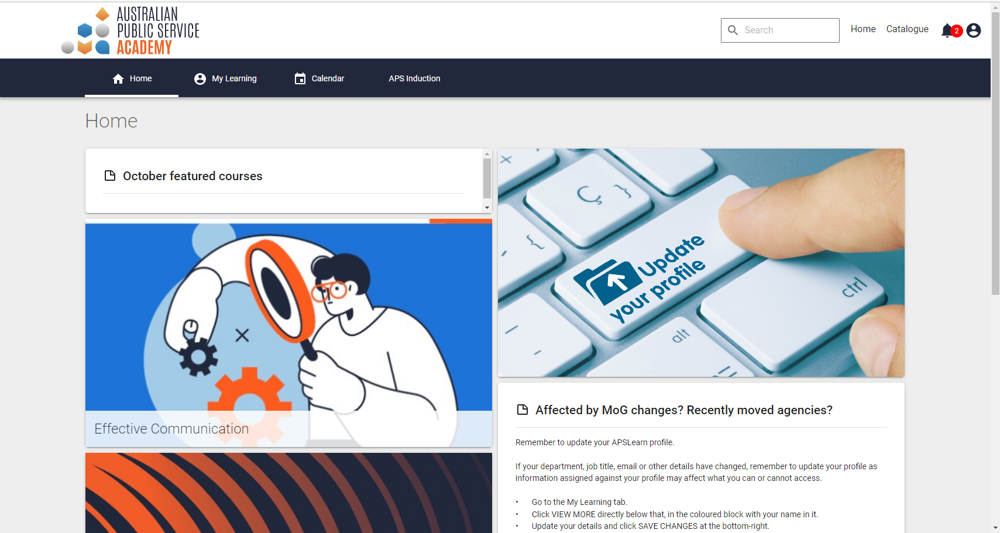 AUSTRALIAN
PUBLIC SERVICE
ACADEMY
Search
Home
Catalogue
2
Home
My Learning
Calendar
APS Induction
Home
October featured courses
Effective Communication
Ç }
{
Update
your profile
ctrl
alt
Affected by MoG changes? Recently moved agencies?
Remember to update your APSLearn profile.
If your department, job title, email or other details have changed, remember to update your profile as
information assigned against your profile may affect what you can or cannot access.
• Go to the My Learning tab.
• Click VIEW MORE directly below that, in the coloured block with your name in it.
• Update your details and click SAVE CHANGES at the bottom-right.